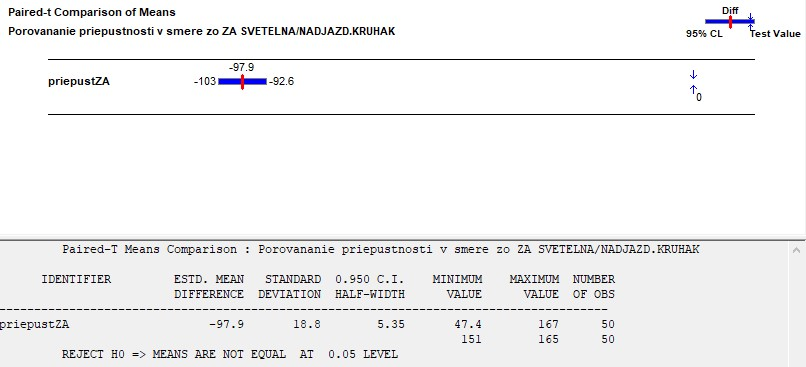 Paired-t Comparison of Means
Porovnanie priepustnosti v smere zo ZA SVETELNA/NADJAZD.KRUHAK
Diff
95% CL Test Value
-97.9
priepustZA -103 -92.6
0
Paired-T Means Comparison : Porovananie priepustnosti v smere zo ZA SVETELNA/NADJAZD.KRUHAK
IDENTIFIER ESTD. MEAN STANDARD 0.950 C.I. MINIMUM MAXIMUM NUMBER
DIFFERENCE DEVIATION HALF-WIDTH VALUE VALUE OF OBS
priepustZA -97.9 18.8 5.35 47.4 167 50
151 165 50
REJECT H0 => MEANS ARE NOT EQUAL AT 0.05 LEVEL